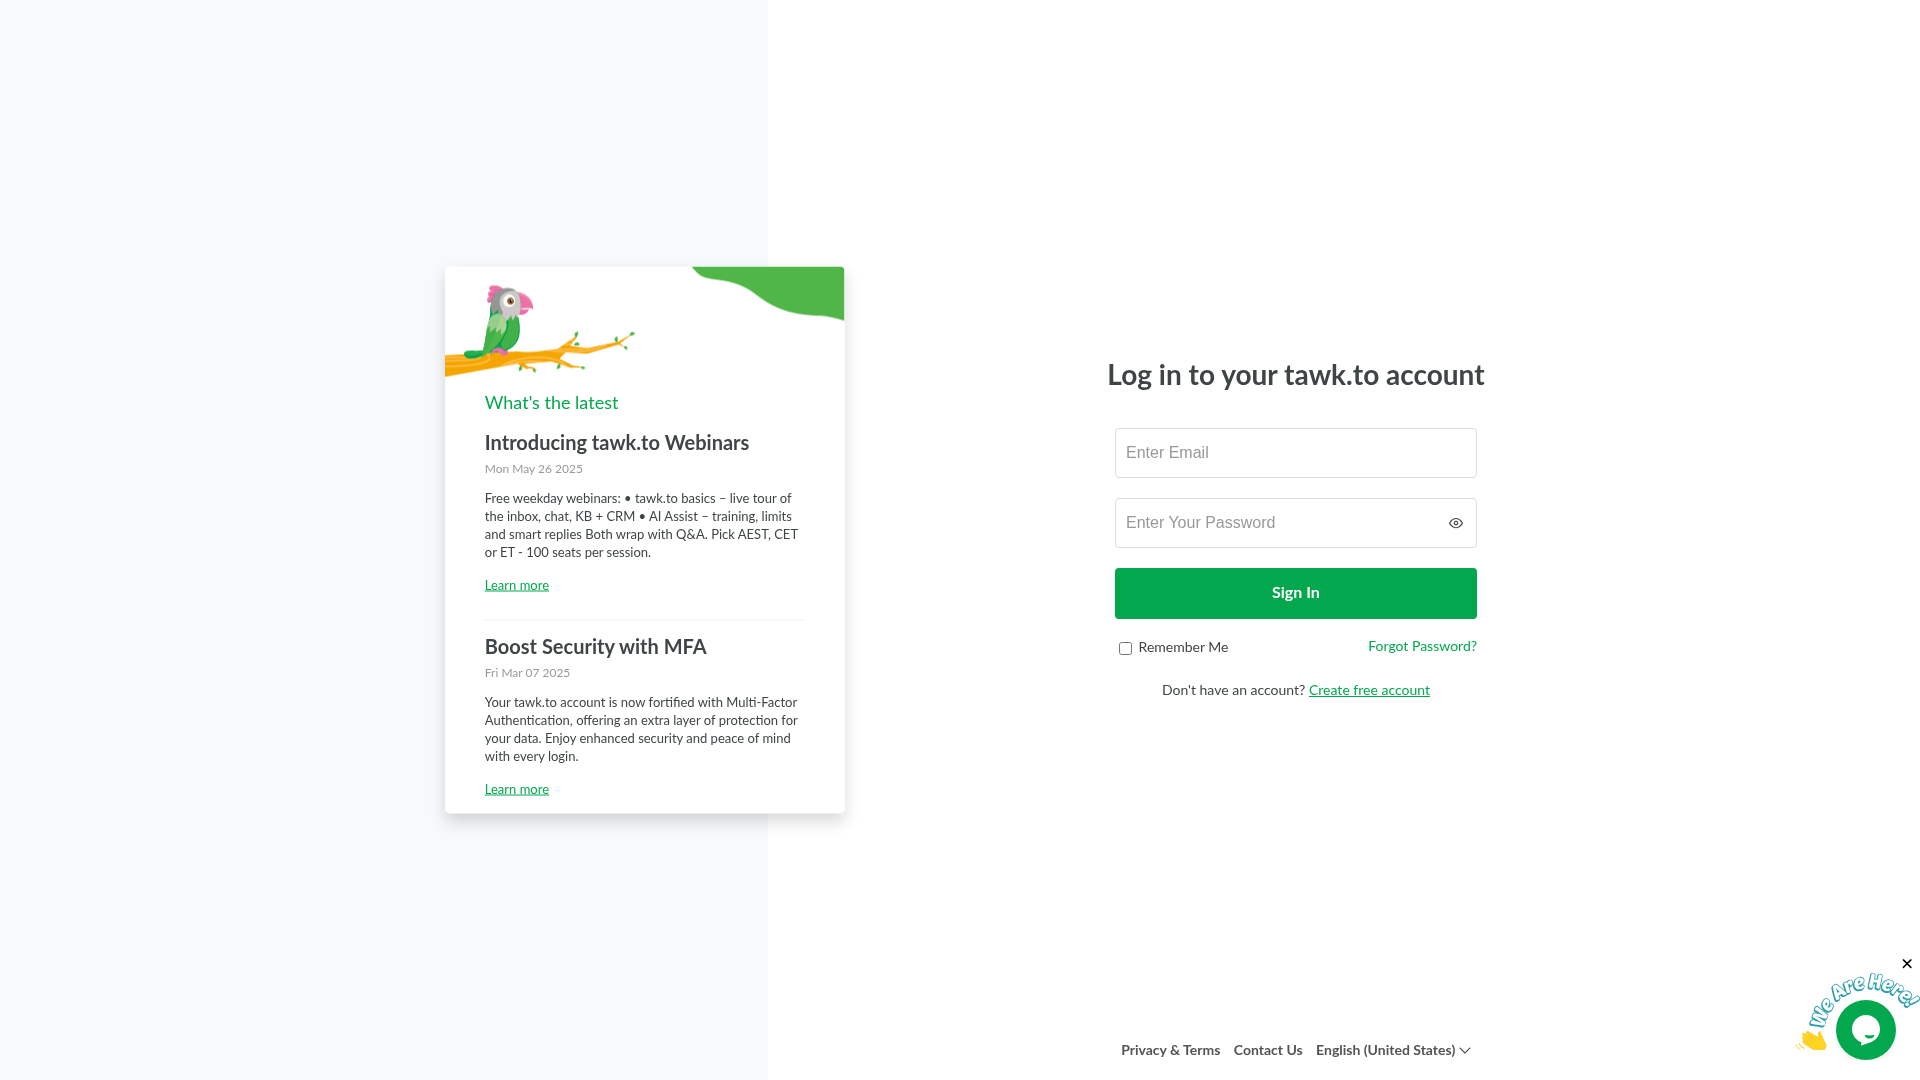 What's the latest
Introducing tawk.to Webinars
Mon May 26 2025
Free weekday webinars: • tawk.to basics – live tour of
the inbox, chat, KB + CRM • AI Assist – training, limits
and smart replies Both wrap with Q&A. Pick AEST, CET
or ET - 100 seats per session.
Learn more
Boost Security with MFA
Fri Mar 07 2025
Your tawk.to account is now fortified with Multi-Factor
Authentication, offering an extra layer of protection for
your data. Enjoy enhanced security and peace of mind
with every login.
Learn more
Log in to your tawk.to account
Enter Email
Enter Your Password
Sign In
Remember Me
Forgot Password?
Don't have an account? Create free account
Privacy & Terms Contact Us English (United States)
We Are Here!